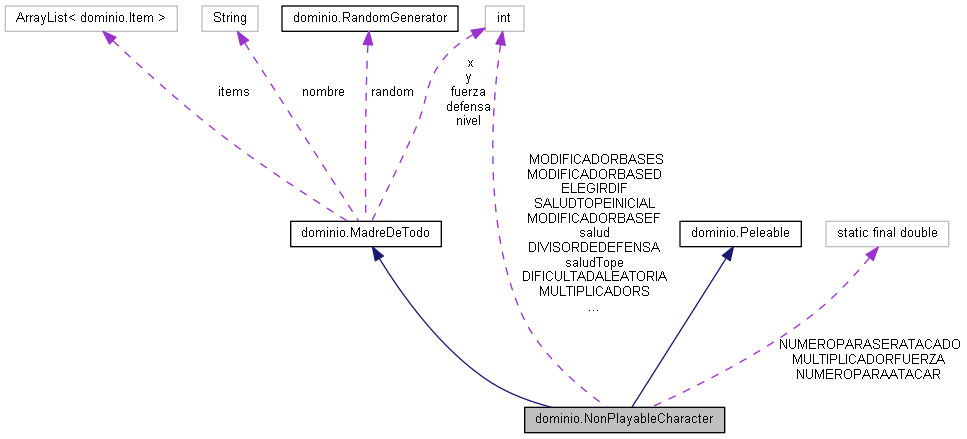 ArrayList< dominio.Item >
String
dominio.RandomGenerator
int
items
nombre
random
x
y
fuerza
defensa
nivel
MODIFICADORBASES
MODIFICADORBASED
ELEGIRDIF
SALUDTOPEINICIAL
MODIFICADORBASEF
salud
DIVISORDEDEFENSA
saludTope
DIFICULTADALEATORIA
MULTIPLICADORS
...
dominio.MadreDeTodo
dominio.Peleable
static final double
NUMEROPARASERATACADO
MULTIPLICADORFUERZA
NUMEROPARAATACAR
dominio.NonPlayableCharacter